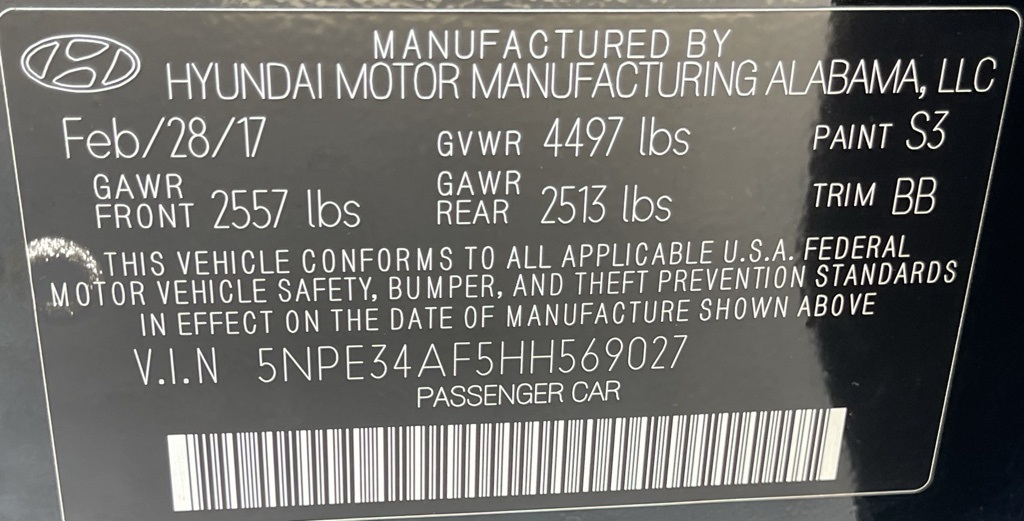 MANUFACTURED BY
HYUNDAI MOTOR MANUFACTURING ALABAMA, LLC
Feb/28/17 GVWR 4497 lbs PAINT S3
GAWR FRONT 2557 lbs GAWR REAR 2513 lbs TRIM BB
THIS VEHICLE CONFORMS TO ALL APPLICABLE U.S.A. FEDERAL
MOTOR VEHICLE SAFETY, BUMPER, AND THEFT PREVENTION STANDARDS
IN EFFECT ON THE DATE OF MANUFACTURE SHOWN ABOVE
V.I.N 5NPE34AF5HH569027
PASSENGER CAR